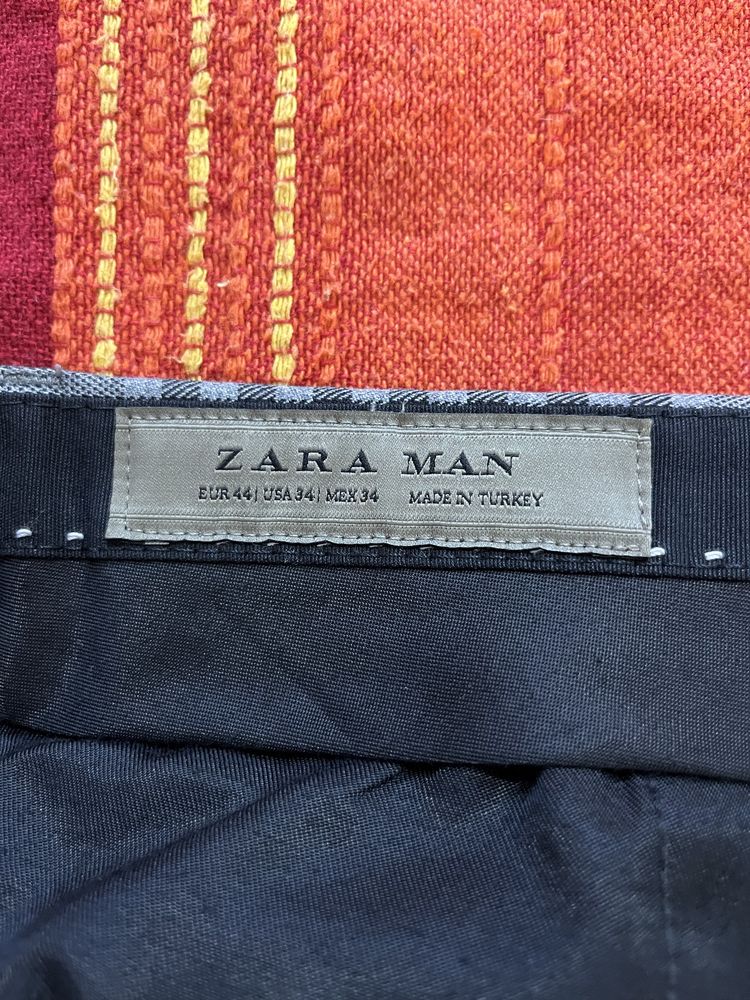 ZARA MAN
EUR 44| USA 34| MEX 34 MADE IN TURKEY